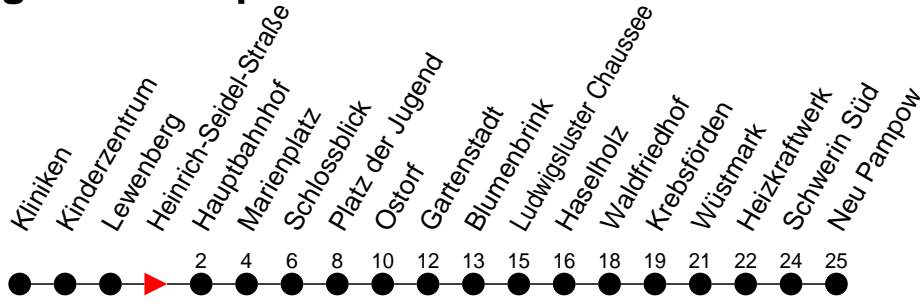 Kliniken
Kinderzentrum
Lewenberg
Heinrich-Seidel-Straße
Hauptbahnhof
Marienplatz
Schlossblick
Platz der Jugend
Ostorf
Gartenstadt
Blumenbrink
Ludwigsluster Chaussee
Haselholz
Waldfriedhof
Krebsförden
Wüstmark
Heizkraftwerk
Schwerin Süd
Neu Pampow
2 4 6 8 10 12 13 15 16 18 19 21 22 24 25